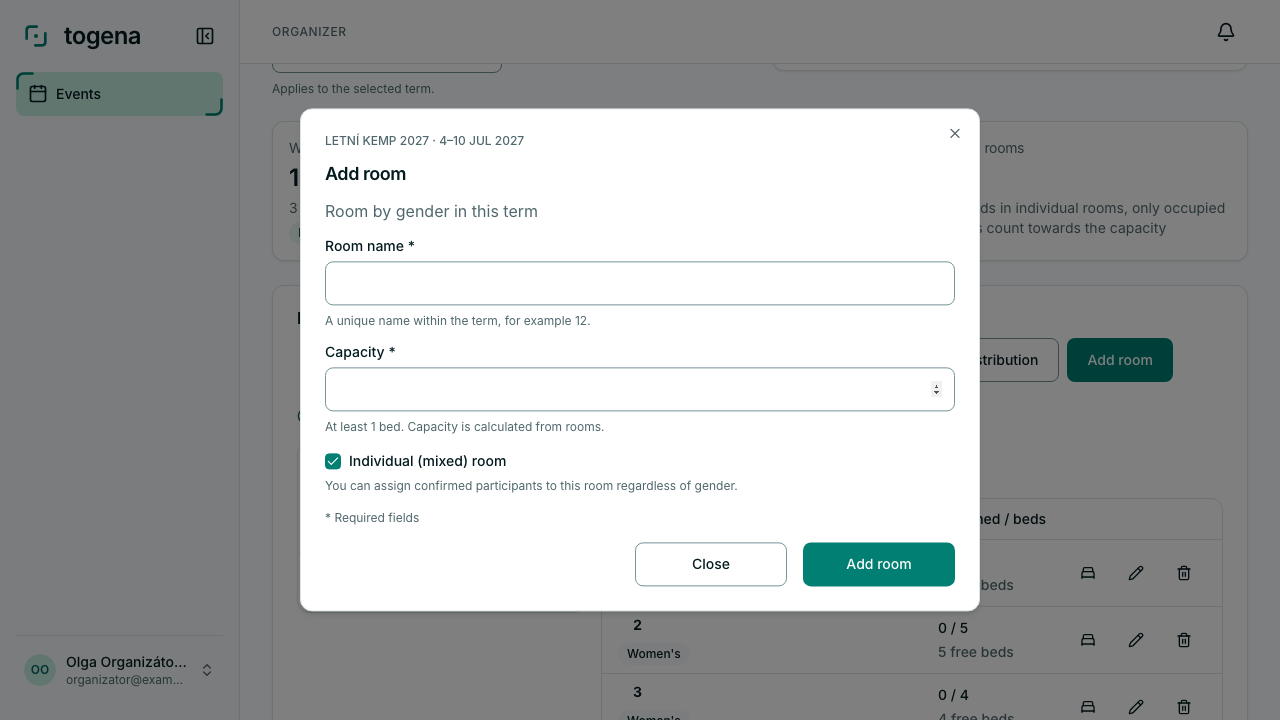 togena
ORGANIZER
Events
Applies to the selected term.
rooms
3
in individual rooms, only occupied
count towards the capacity
LETNÍ KEMP 2027 · 4–10 JUL 2027
Add room
Room by gender in this term
Room name *
A unique name within the term, for example 12.
Capacity *
At least 1 bed. Capacity is calculated from rooms.
Individual (mixed) room
You can assign confirmed participants to this room regardless of gender.
* Required fields
Close
Add room
Add room
/ beds
beds
2
Women's
0 / 5
5 free beds
3
Women's
0 / 4
4 free beds
OO
Olga Organizáto...
organizator@exam...